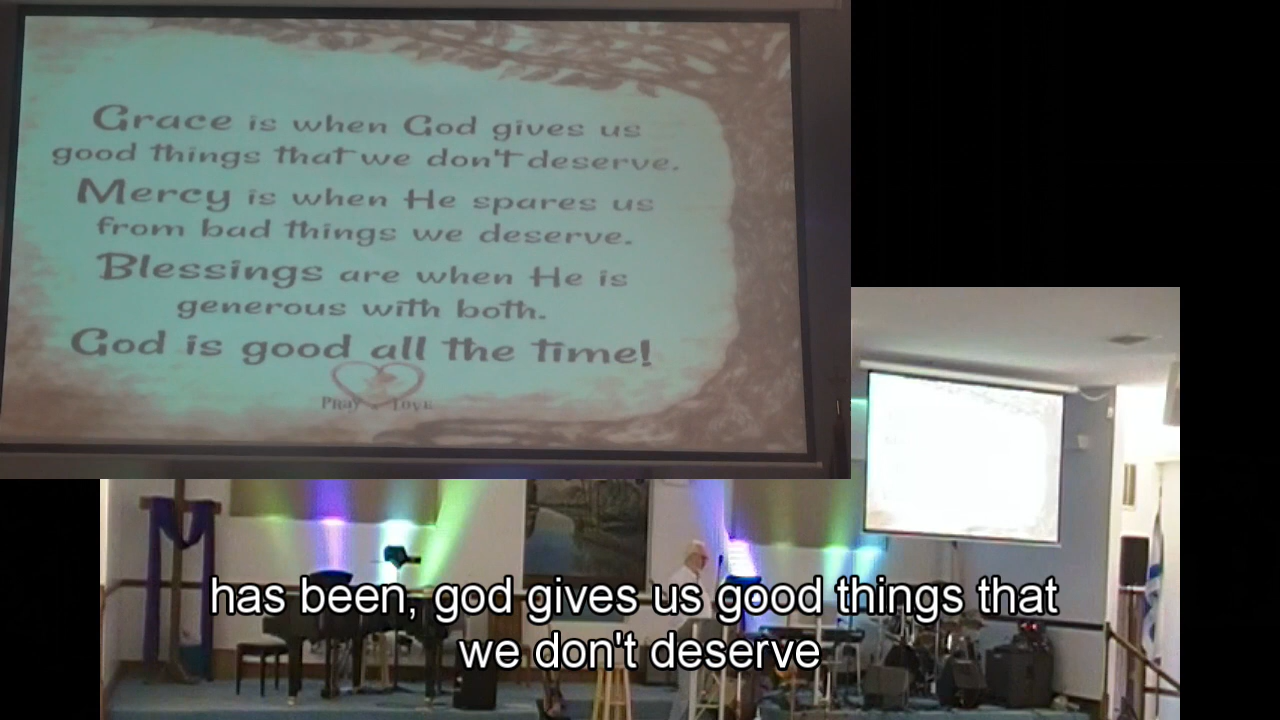 Grace is when God gives us
good things that we don't deserve.
Mercy is when He spares us
from bad things we deserve.
Blessings are when He is
generous with both.
God is good all the time!
Pray & Love
has been, god gives us good things that
we don't deserve